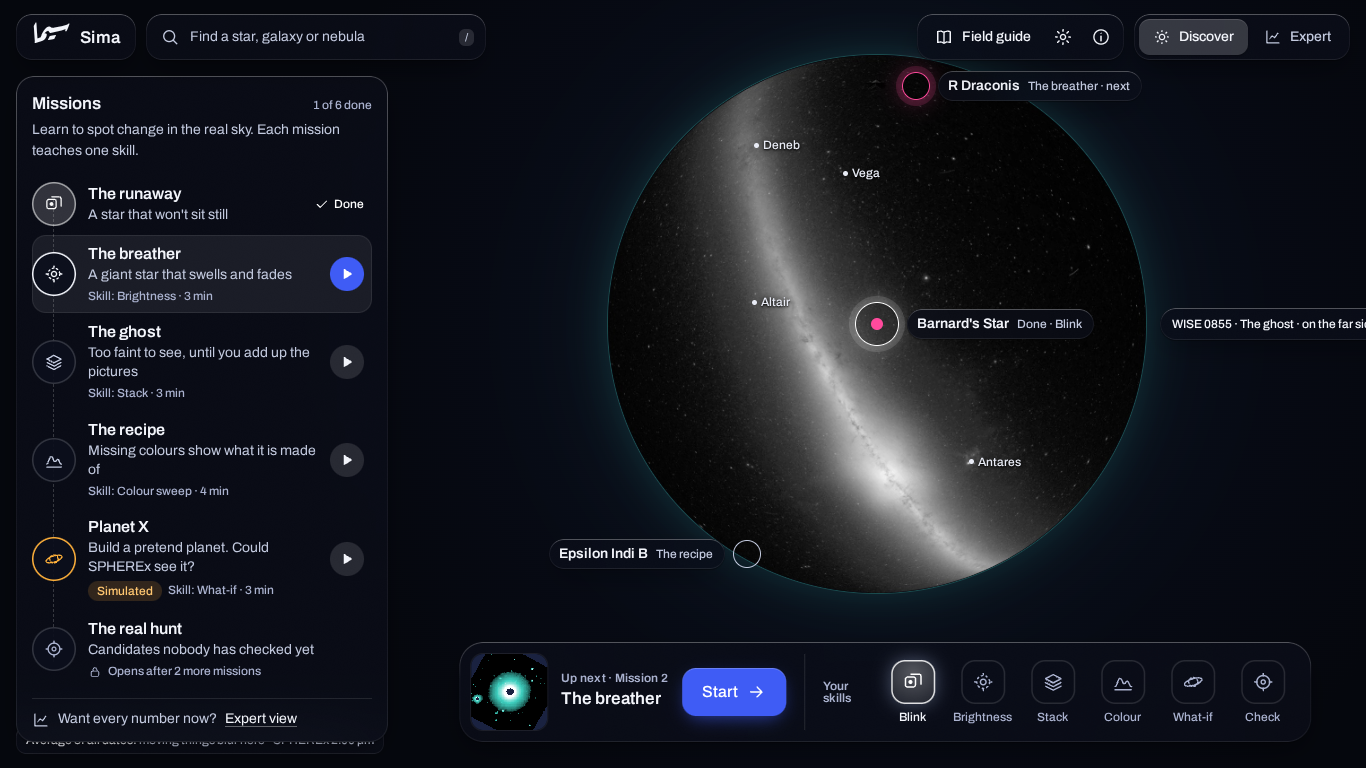 Sima
Find a star, galaxy or nebula
/
Field guide
Discover
Expert
Missions
1 of 6 done
Learn to spot change in the real sky. Each mission
teaches one skill.
The runaway
A star that won't sit still
Done
The breather
A giant star that swells and fades
Skill: Brightness · 3 min
The ghost
Too faint to see, until you add up the
pictures
Skill: Stack · 3 min
The recipe
Missing colours show what it is made
of
Skill: Colour sweep · 4 min
Planet X
Build a pretend planet. Could
SPHEREx see it?
Simulated
Skill: What-if · 3 min
The real hunt
Candidates nobody has checked yet
Opens after 2 more missions
Want every number now? Expert view
R Draconis The breather · next
Deneb
Vega
Altair
Barnard's Star Done · Blink
WISE 0855 · The ghost · on the far
Antares
Epsilon Indi B The recipe
Up next · Mission 2
The breather
Start
Your
skills
Blink
Brightness
Stack
Colour
What-if
Check